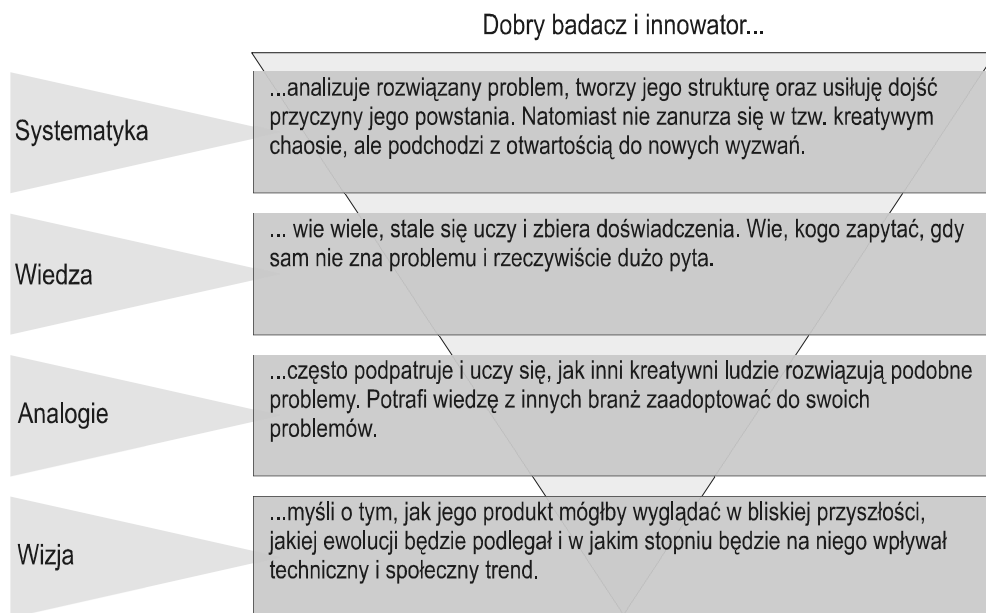 Dobry badacz i innowator...
Systematyka
...analizuje rozwiązany problem, tworzy jego strukturę oraz usiłuję dojść
przyczyny jego powstania. Natomiast nie zanurza się w tzw. kreatywym
chaosie, ale podchodzi z otwartością do nowych wyzwań.
Wiedza
... wie wiele, stale się uczy i zbiera doświadczenia. Wie, kogo zapytać, gdy
sam nie zna problemu i rzeczywiście dużo pyta.
Analogie
...często podpatruje i uczy się, jak inni kreatywni ludzie rozwiązują podobne
problemy. Potrafi wiedzę z innych branż zaadoptować do swoich
problemów.
Wizja
...myśli o tym, jak jego produkt mógłby wyglądać w bliskiej przyszłości,
jakiej ewolucji będzie podlegał i w jakim stopniu będzie na niego wpływał
techniczny i społeczny trend.